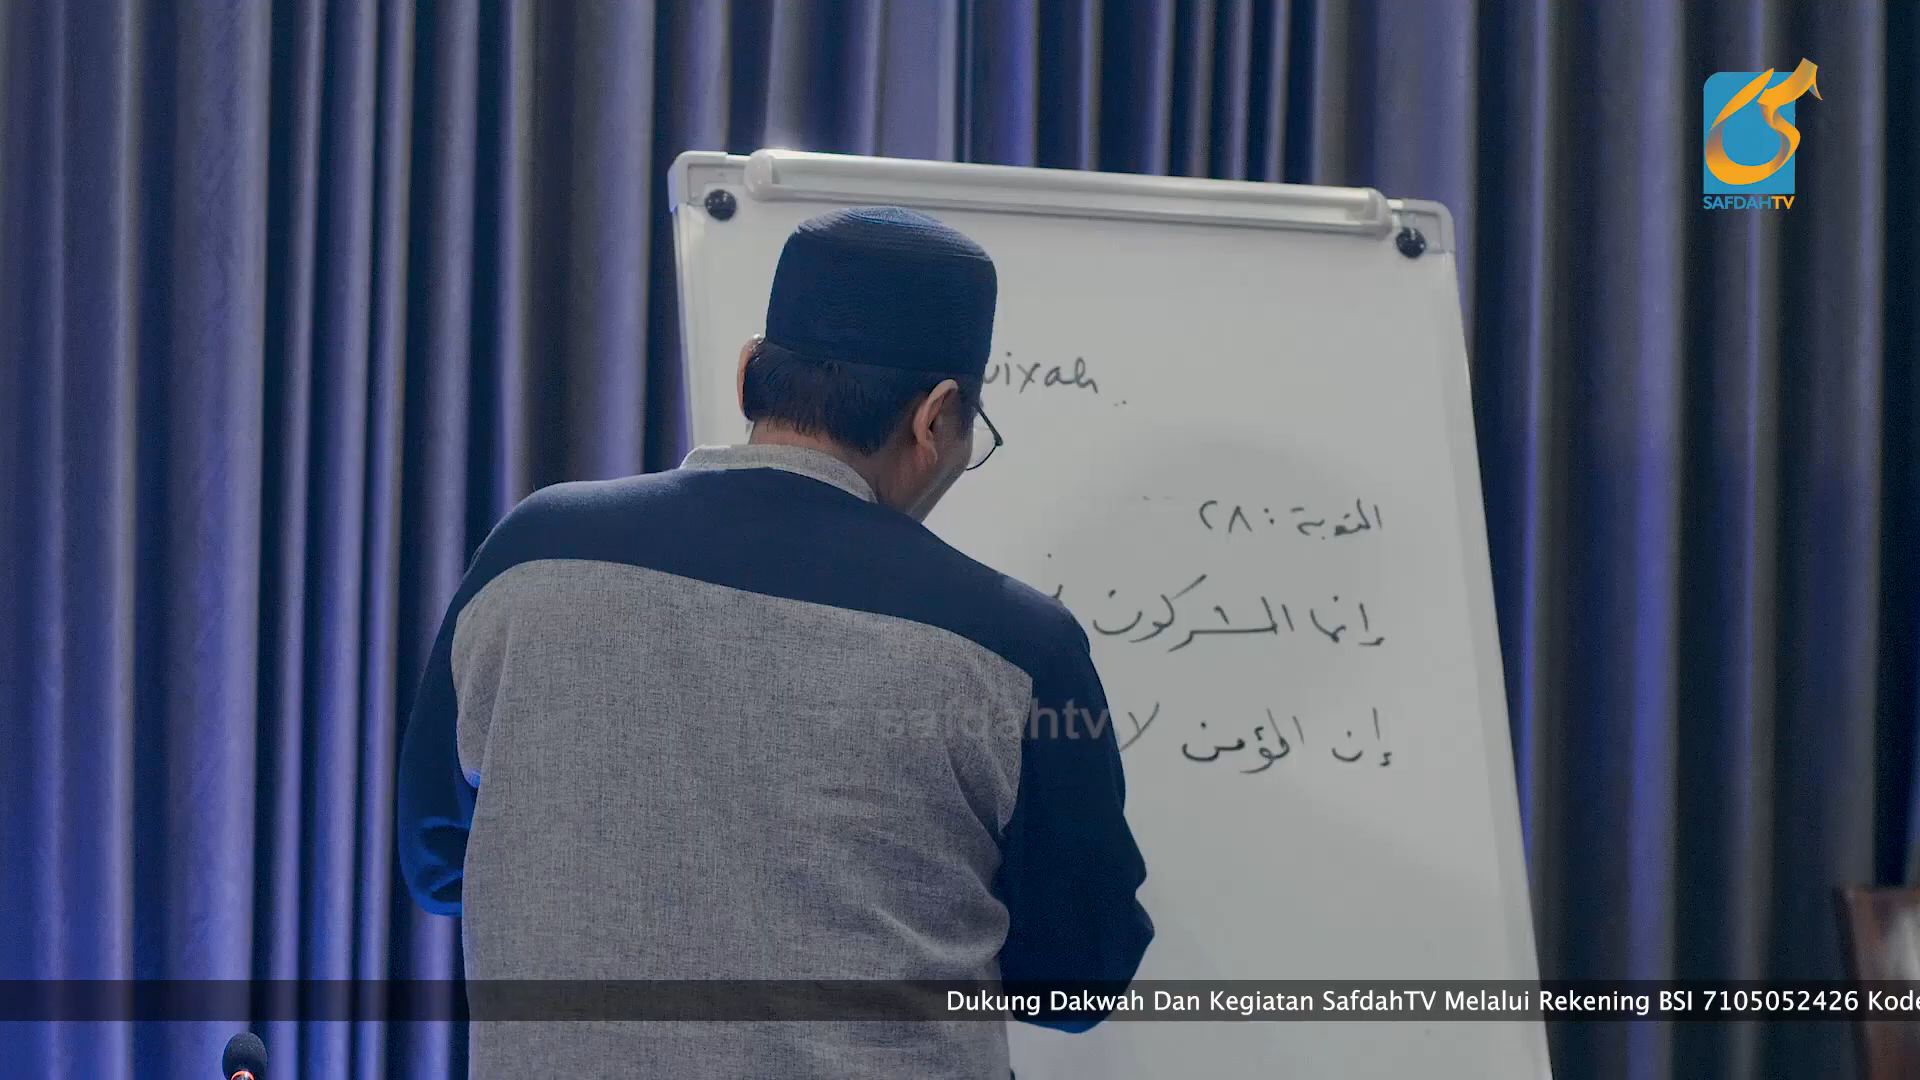 SAFDAHTV
التوبة : ٢٨
إنما المشركون
إن المؤمن لا
safdahtv
Dukung Dakwah Dan Kegiatan SafdahTV Melalui Rekening BSI 7105052426 Kode